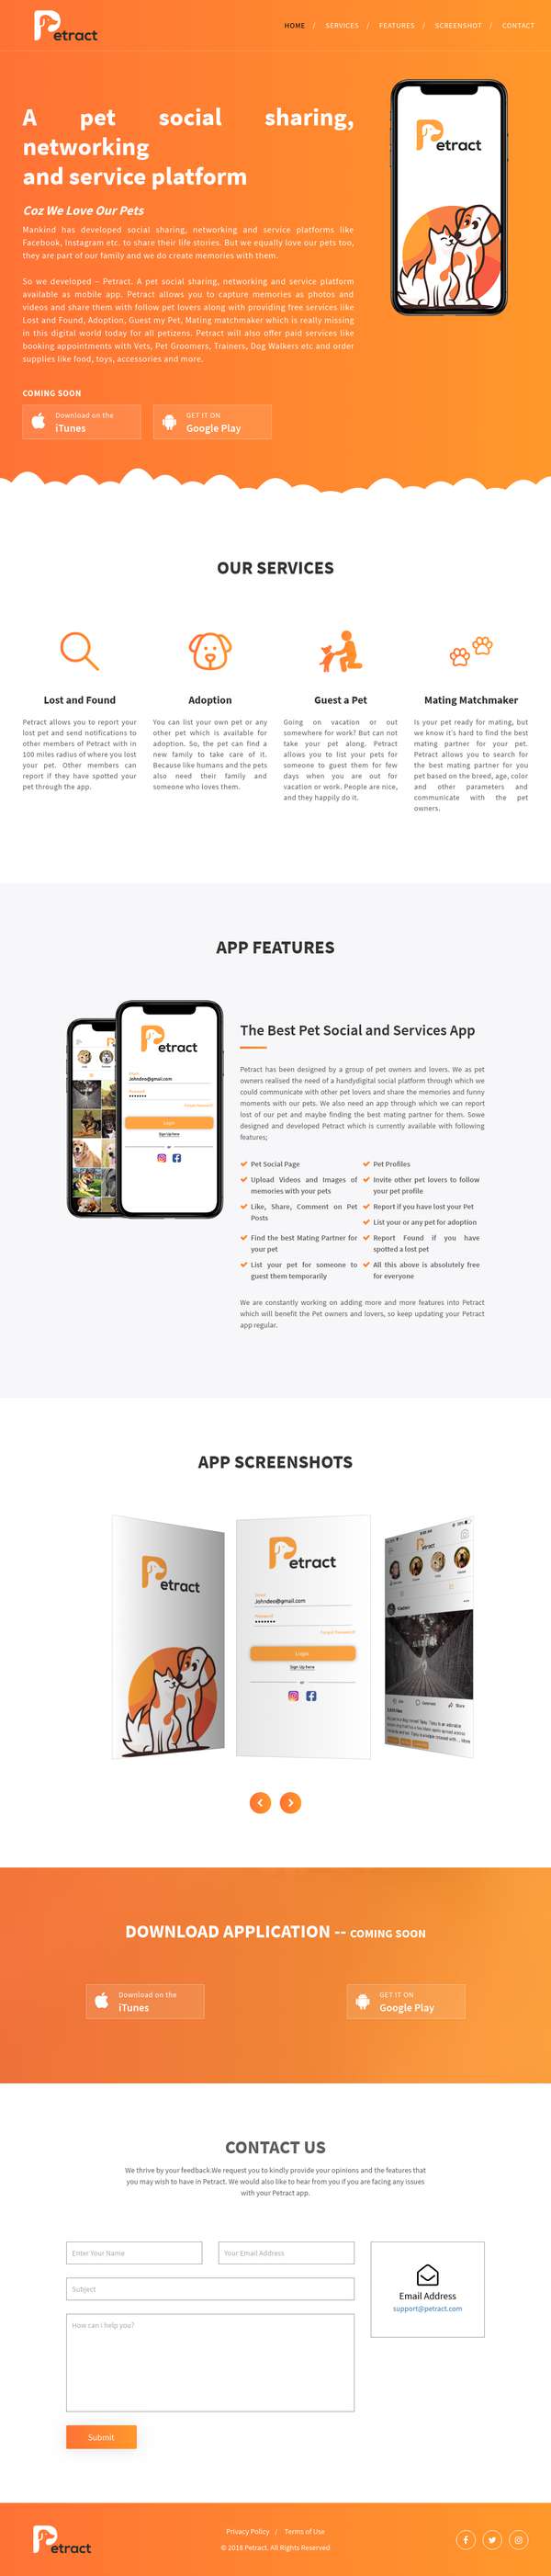 Petract
HOME / SERVICES / FEATURES / SCREENSHOT / CONTACT
A pet social sharing,
networking
and service platform
Coz We Love Our Pets
Mankind has developed social sharing, networking and service platforms like
Facebook, Instagram etc. to share their life stories. But we equally love our pets too,
they are part of our family and we do create memories with them.
So we developed – Petract. A pet social sharing, networking and service platform
available as mobile app. Petract allows you to capture memories as photos and
videos and share them with follow pet lovers along with providing free services like
Lost and Found, Adoption, Guest my Pet, Mating matchmaker which is really missing
in this digital world today for all petizens. Petract will also offer paid services like
booking appointments with Vets, Pet Groomers, Trainers, Dog Walkers etc and order
supplies like food, toys, accessories and more.
COMING SOON
Download on the
iTunes
GET IT ON
Google Play
Petract
OUR SERVICES
Lost and Found
Petract allows you to report your
lost pet and send notifications to
other members of Petract with in
100 miles radius of where you lost
your pet. Other members can
report if they have spotted your
pet through the app.
Adoption
You can list your own pet or any
other pet which is available for
adoption. So, the pet can find a
new family to take care of it.
Because like humans and the pets
also need their family and
someone who loves them.
Guest a Pet
Going on vacation or out
somewhere for work? But can not
take your pet along. Petract
allows you to list your pets for
someone to guest them for few
days when you are out for
vacation or work. People are nice,
and they happily do it.
Mating Matchmaker
Is your pet ready for mating, but
we know it's hard to find the best
mating partner for your pet.
Petract allows you to search for
the best mating partner for you
pet based on the breed, age, color
and other parameters and
communicate with the pet
owners.
APP FEATURES
Petract
Johndeo@gmail.com
Login
Sign Up here
or
The Best Pet Social and Services App
Petract has been designed by a group of pet owners and lovers. We as pet
owners realised the need of a handydigital social platform through which we
could communicate with other pet lovers and share the memories and funny
moments with our pets. We also need an app through which we can report
lost of our pet and maybe finding the best mating partner for them. Sowe
designed and developed Petract which is currently available with following
features;
Pet Social Page
Upload Videos and Images of
memories with your pets
Like, Share, Comment on Pet
Posts
Find the best Mating Partner for
your pet
List your pet for someone to
guest them temporarily
Pet Profiles
Invite other pet lovers to follow
your pet profile
Report if you have lost your Pet
List your or any pet for adoption
Report Found if you have
spotted a lost pet
All this above is absolutely free
for everyone
We are constantly working on adding more and more features into Petract
which will benefit the Pet owners and lovers, so keep updating your Petract
app regular.
APP SCREENSHOTS
Petract
Petract
Johndeo@gmail.com
Password
Forgot Password?
Login
Sign Up here
or
Petract
Share
DOWNLOAD APPLICATION -- COMING SOON
Download on the
iTunes
GET IT ON
Google Play
CONTACT US
We thrive by your feedback.We request you to kindly provide your opinions and the features that
you may wish to have in Petract. We would also like to hear from you if you are facing any issues
with your Petract app.
Enter Your Name
Your Email Address
Subject
How can i help you?
Submit
Email Address
support@petract.com
Petract
Privacy Policy / Terms of Use
© 2018 Petract. All Rights Reserved